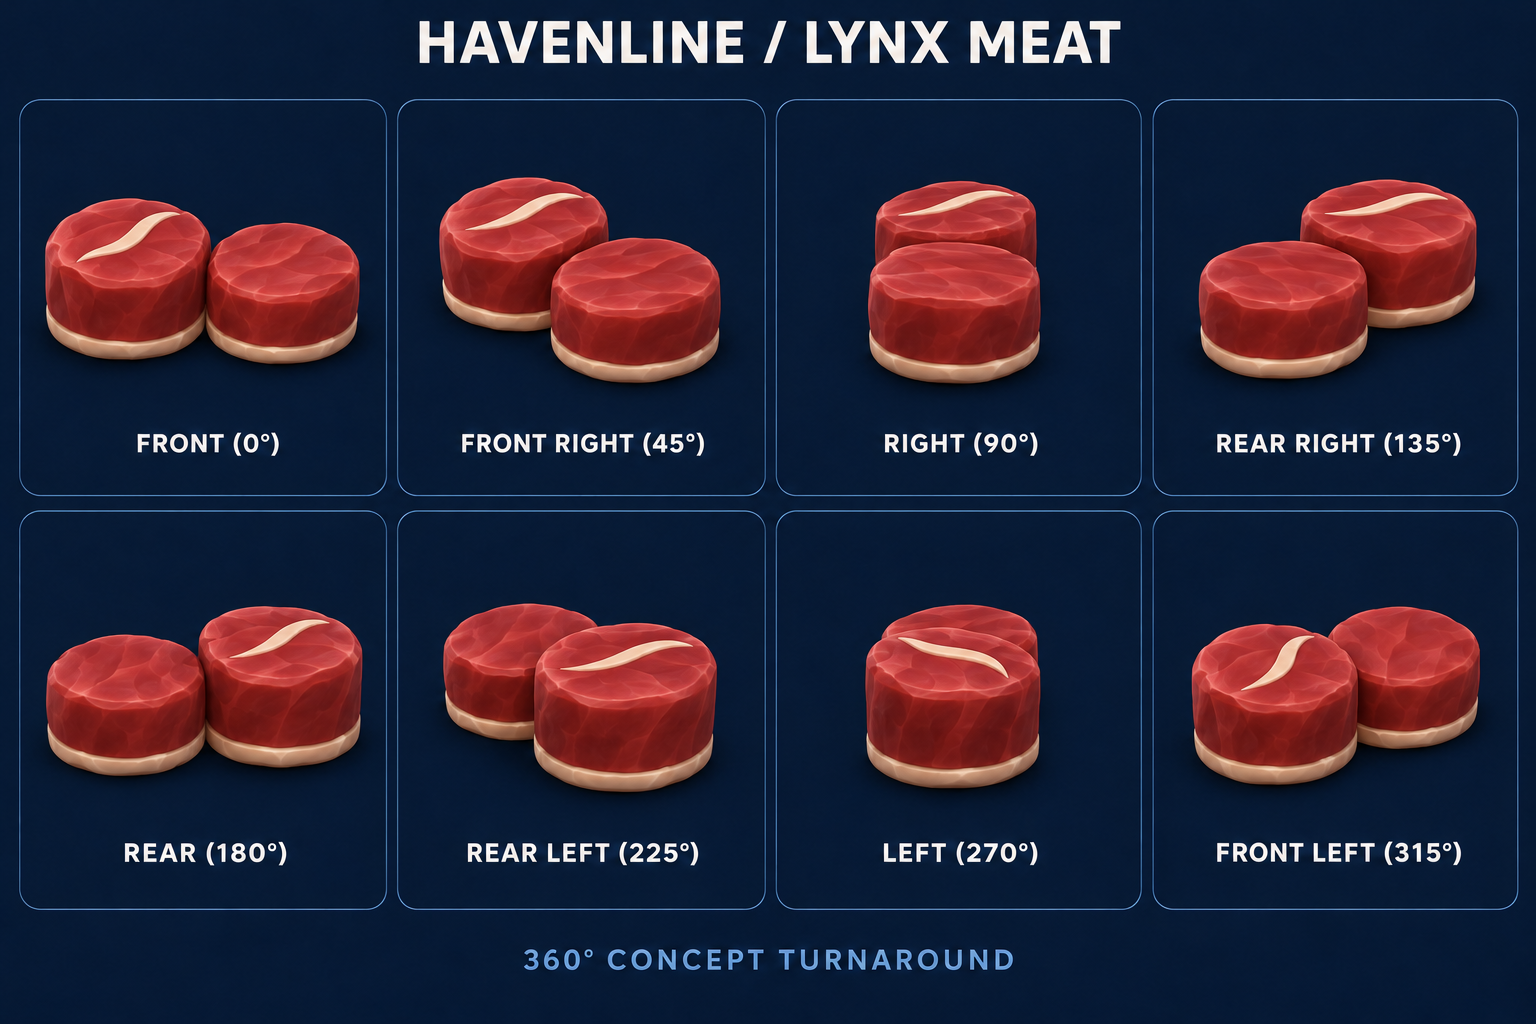 HAVENLINE / LYNX MEAT
FRONT (0°)
FRONT RIGHT (45°)
RIGHT (90°)
REAR RIGHT (135°)
REAR (180°)
REAR LEFT (225°)
LEFT (270°)
FRONT LEFT (315°)
360° CONCEPT TURNAROUND